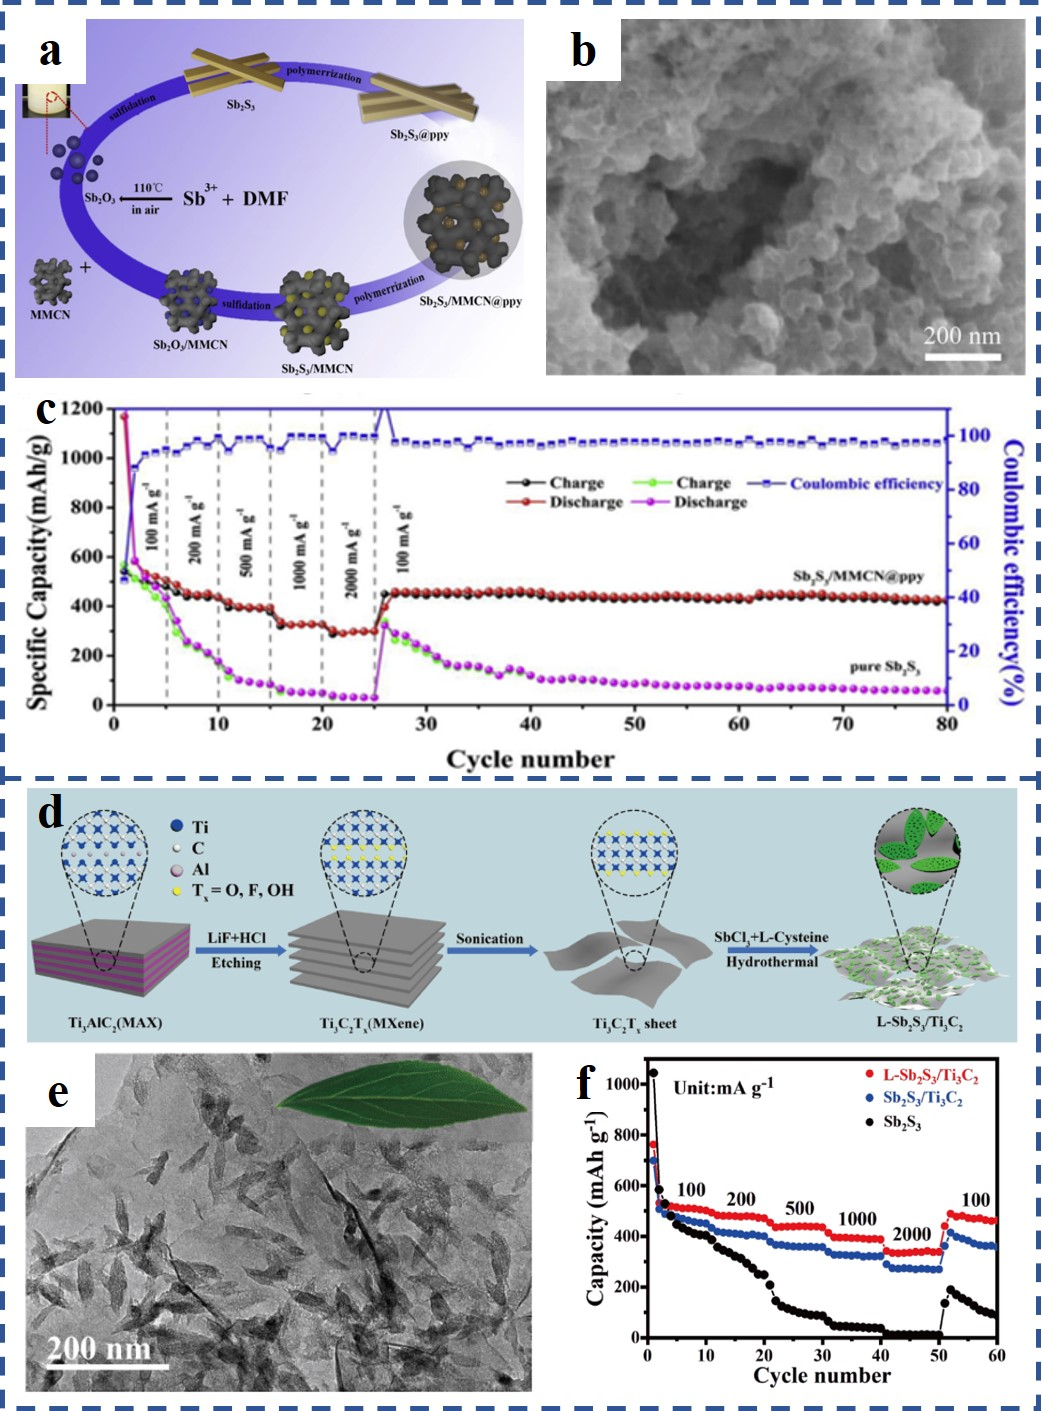 a
sulfidation
polymerrization
Sb₂S₃
Sb₂S₃@ppy
Sb₂O₃
110℃
in air
Sb³⁺ + DMF
MMCN
+
Sb₂O₃/MMCN
sulfidation
Sb₂S₃/MMCN
polymerrization
Sb₂S₃/MMCN@ppy
b
200 nm
c
Specific Capacity(mAh/g)
1200
1000
800
600
400
200
0
100 mA g⁻¹
200 mA g⁻¹
500 mA g⁻¹
1000 mA g⁻¹
2000 mA g⁻¹
100 mA g⁻¹
Charge
Charge
Coulombic efficiency
Discharge
Discharge
Sb₂S₃/MMCN@ppy
pure Sb₂S₃
100
80
60
40
20
0
Coulombic efficiency(%)
0 10 20 30 40 50 60 70 80
Cycle number
d
Ti
C
Al
Tₓ = O, F, OH
LiF+HCl
Etching
Sonication
SbCl₃+L-Cysteine
Hydrothermal
Ti₃AlC₂(MAX)
Ti₃C₂Tₓ(MXene)
Ti₃C₂Tₓ sheet
L-Sb₂S₃/Ti₃C₂
e
200 nm
f
Capacity (mAh g⁻¹)
1000
800
600
400
200
0
Unit:mA g⁻¹
L-Sb₂S₃/Ti₃C₂
Sb₂S₃/Ti₃C₂
Sb₂S₃
100
200
500
1000
2000
100
0 10 20 30 40 50 60
Cycle number